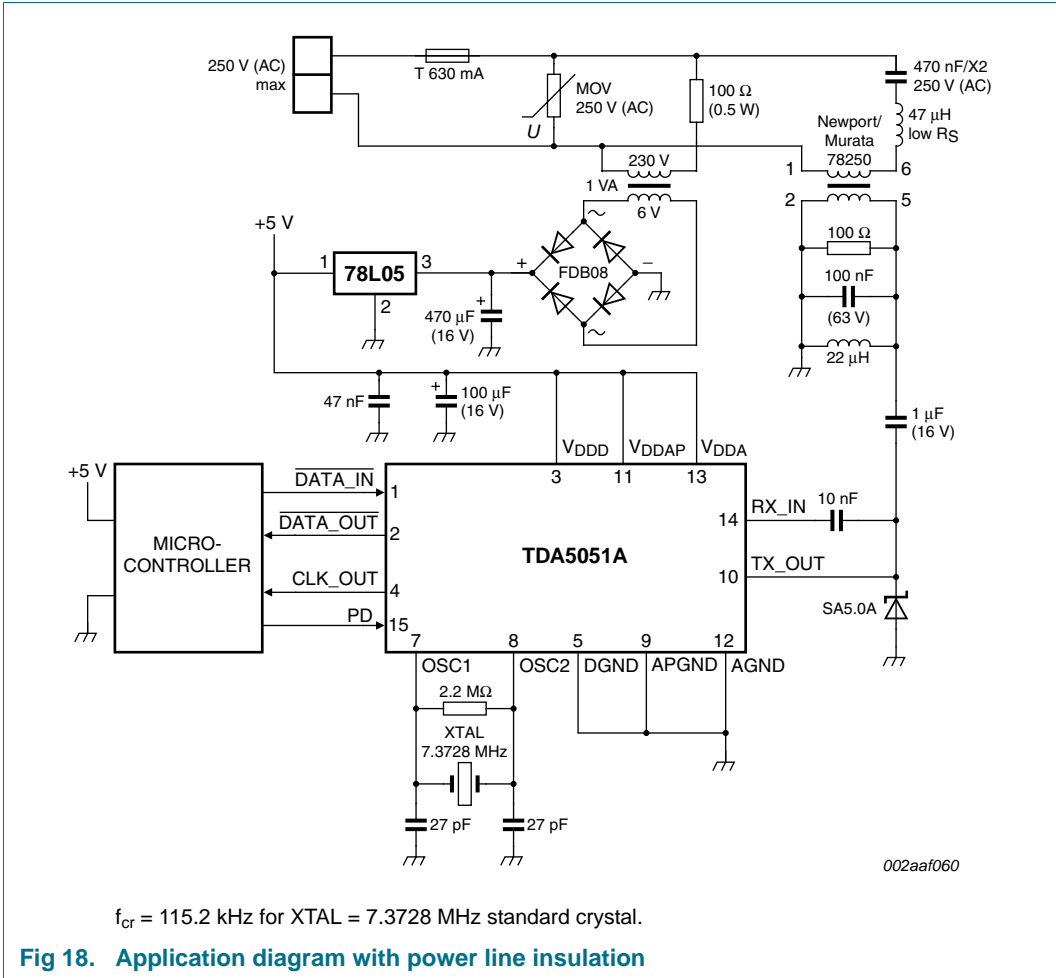 250 V (AC)
max
T 630 mA
MOV
250 V (AC)
U
100 Ω
(0.5 W)
470 nF/X2
250 V (AC)
47 μH
low RS
Newport/
Murata
78250
1
6
2
5
230 V
1 VA
6 V
100 Ω
100 nF
(63 V)
22 μH
+5 V
1
78L05
3
2
+
470 μF
(16 V)
+
∼
FDB08
−
∼
47 nF
+
100 μF
(16 V)
1 μF
(16 V)
VDDD
VDDAP
VDDA
3
11
13
+5 V
MICRO-
CONTROLLER
DATA_IN
1
DATA_OUT
2
CLK_OUT
4
PD
15
TDA5051A
14
RX_IN
10 nF
10
TX_OUT
SA5.0A
7
8
5
9
12
OSC1
OSC2
DGND
APGND
AGND
2.2 MΩ
XTAL
7.3728 MHz
27 pF
27 pF
002aaf060
fcr = 115.2 kHz for XTAL = 7.3728 MHz standard crystal.
Fig 18. Application diagram with power line insulation